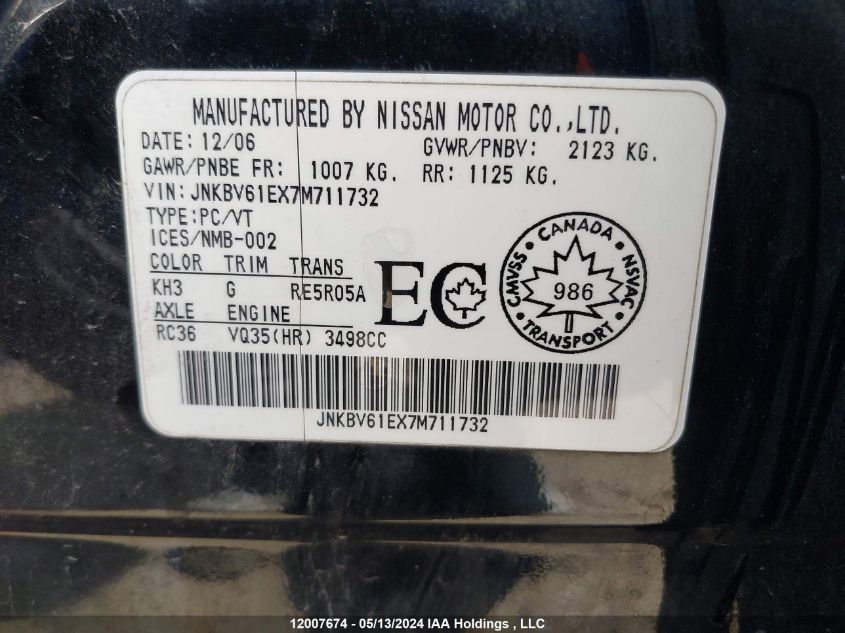 MANUFACTURED BY NISSAN MOTOR CO.,LTD.
DATE: 12/06 GVWR/PNBV: 2123 KG.
GAWR/PNBE FR: 1007 KG. RR: 1125 KG.
VIN: JNKBV61EX7M711732
TYPE:PC/VT
ICES/NMB-002
COLOR TRIM TRANS
KH3 G RE5R05A
AXLE ENGINE
RC36 VQ35(HR) 3498CC
EC
CANADA
CMVSS 986 NSVAC
TRANSPORT
JNKBV61EX7M711732
12007674 - 05/13/2024 IAA Holdings , LLC